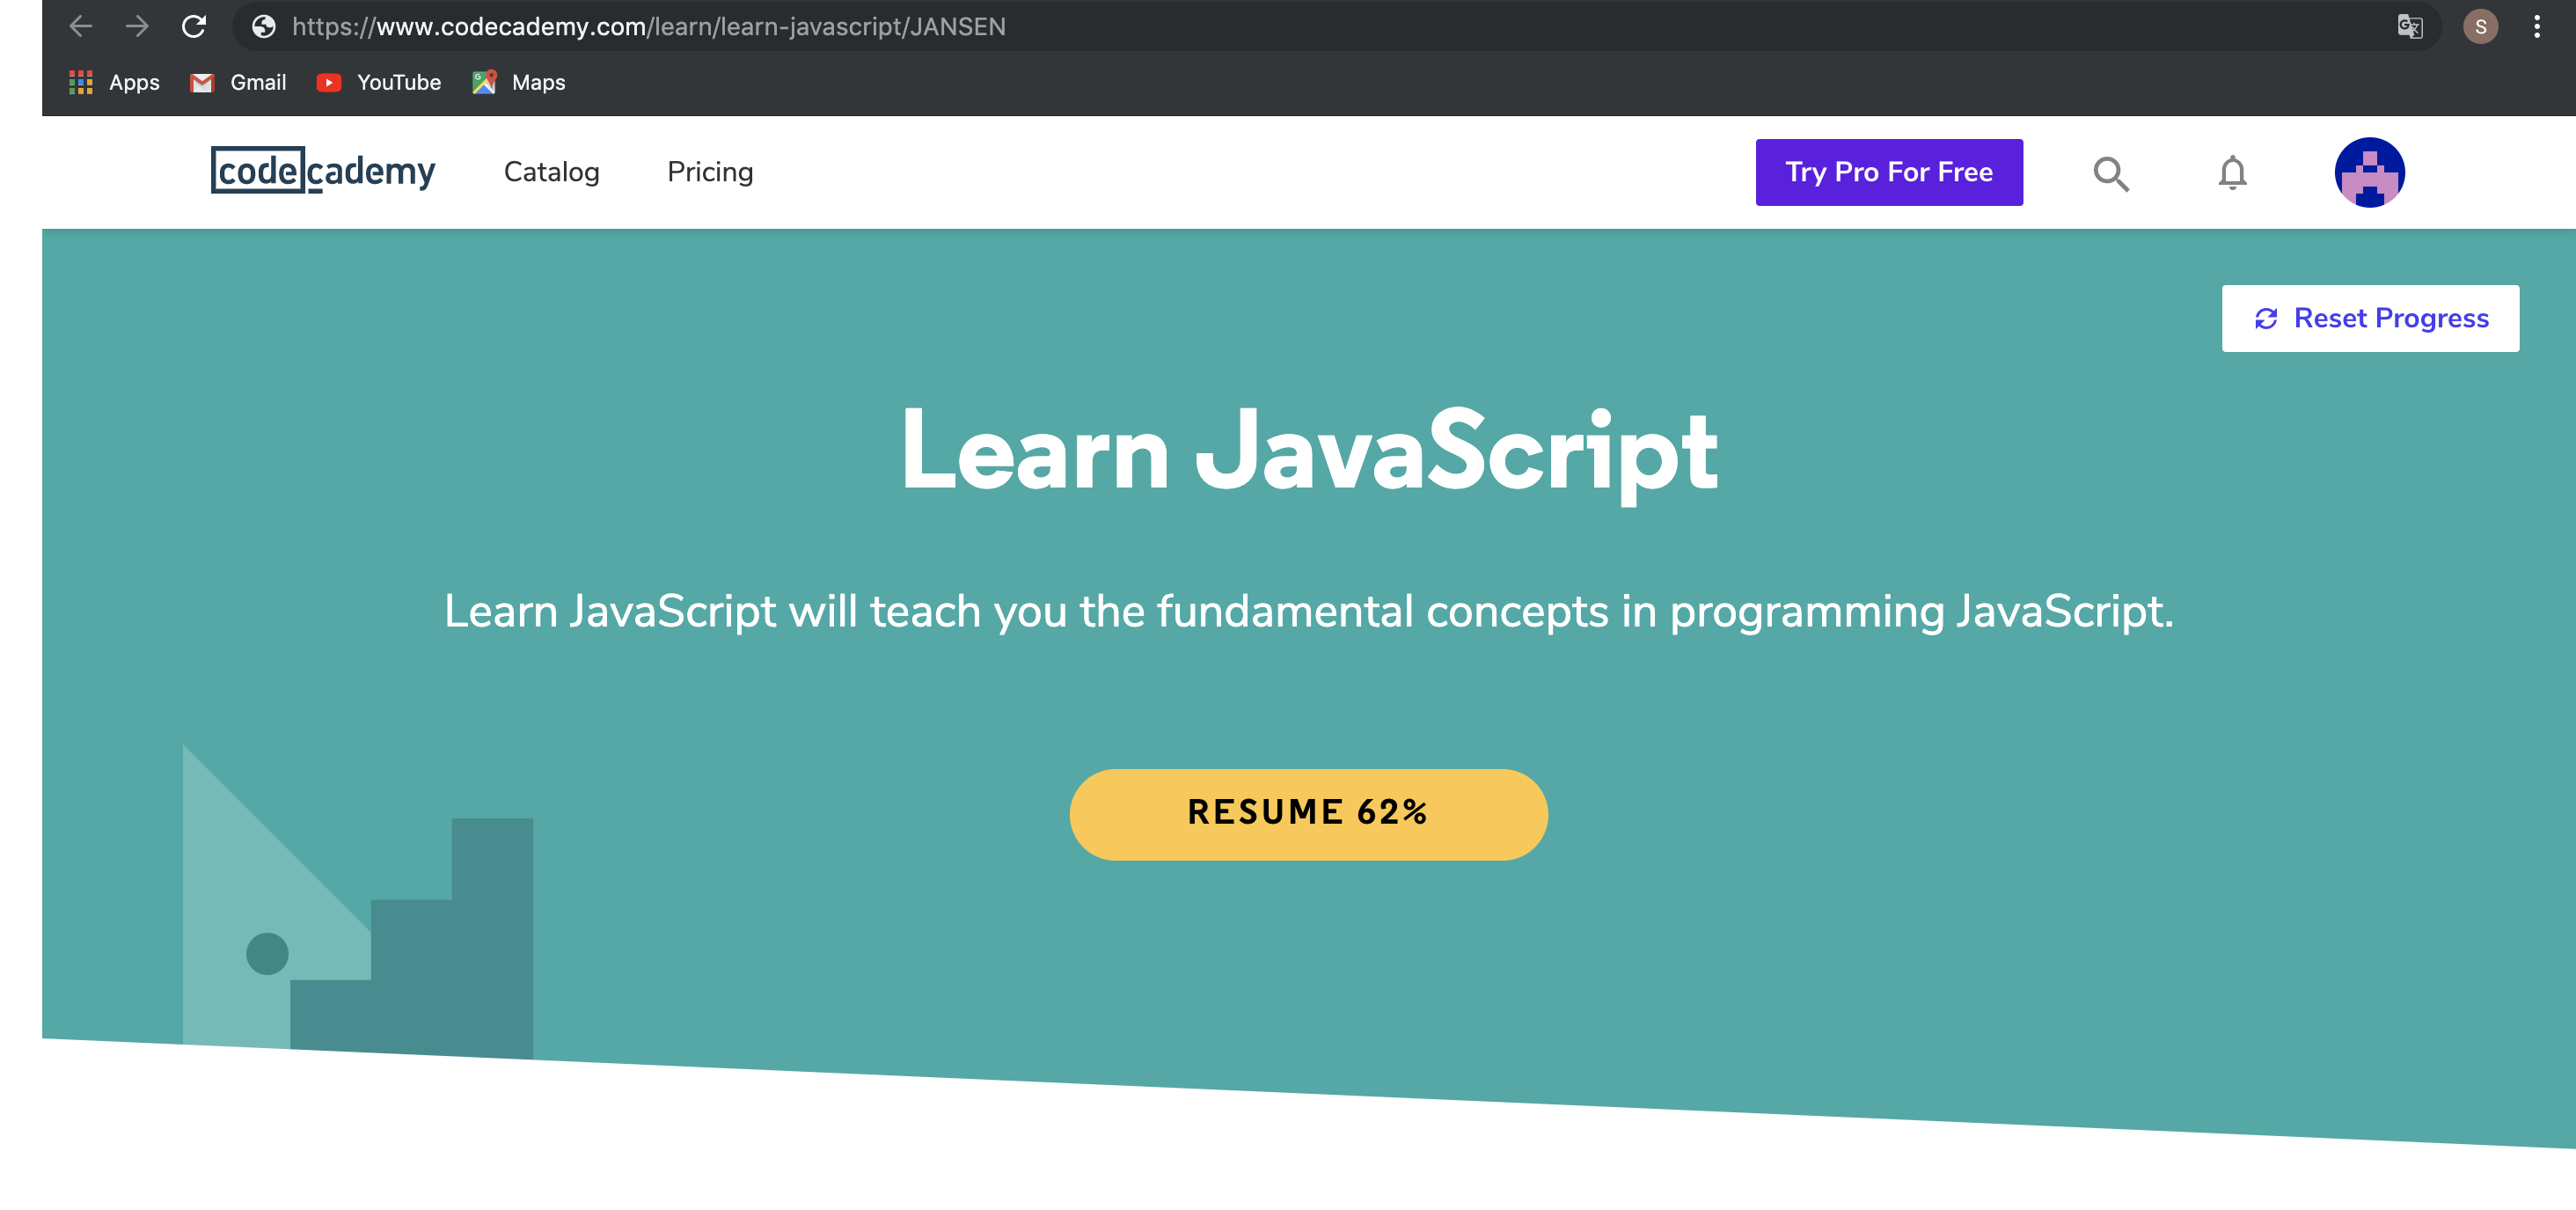 https://www.codecademy.com/learn/learn-javascript/JANSEN
S
Apps Gmail YouTube Maps
codecademy Catalog Pricing Try Pro For Free
Reset Progress
Learn JavaScript
Learn JavaScript will teach you the fundamental concepts in programming JavaScript.
RESUME 62%